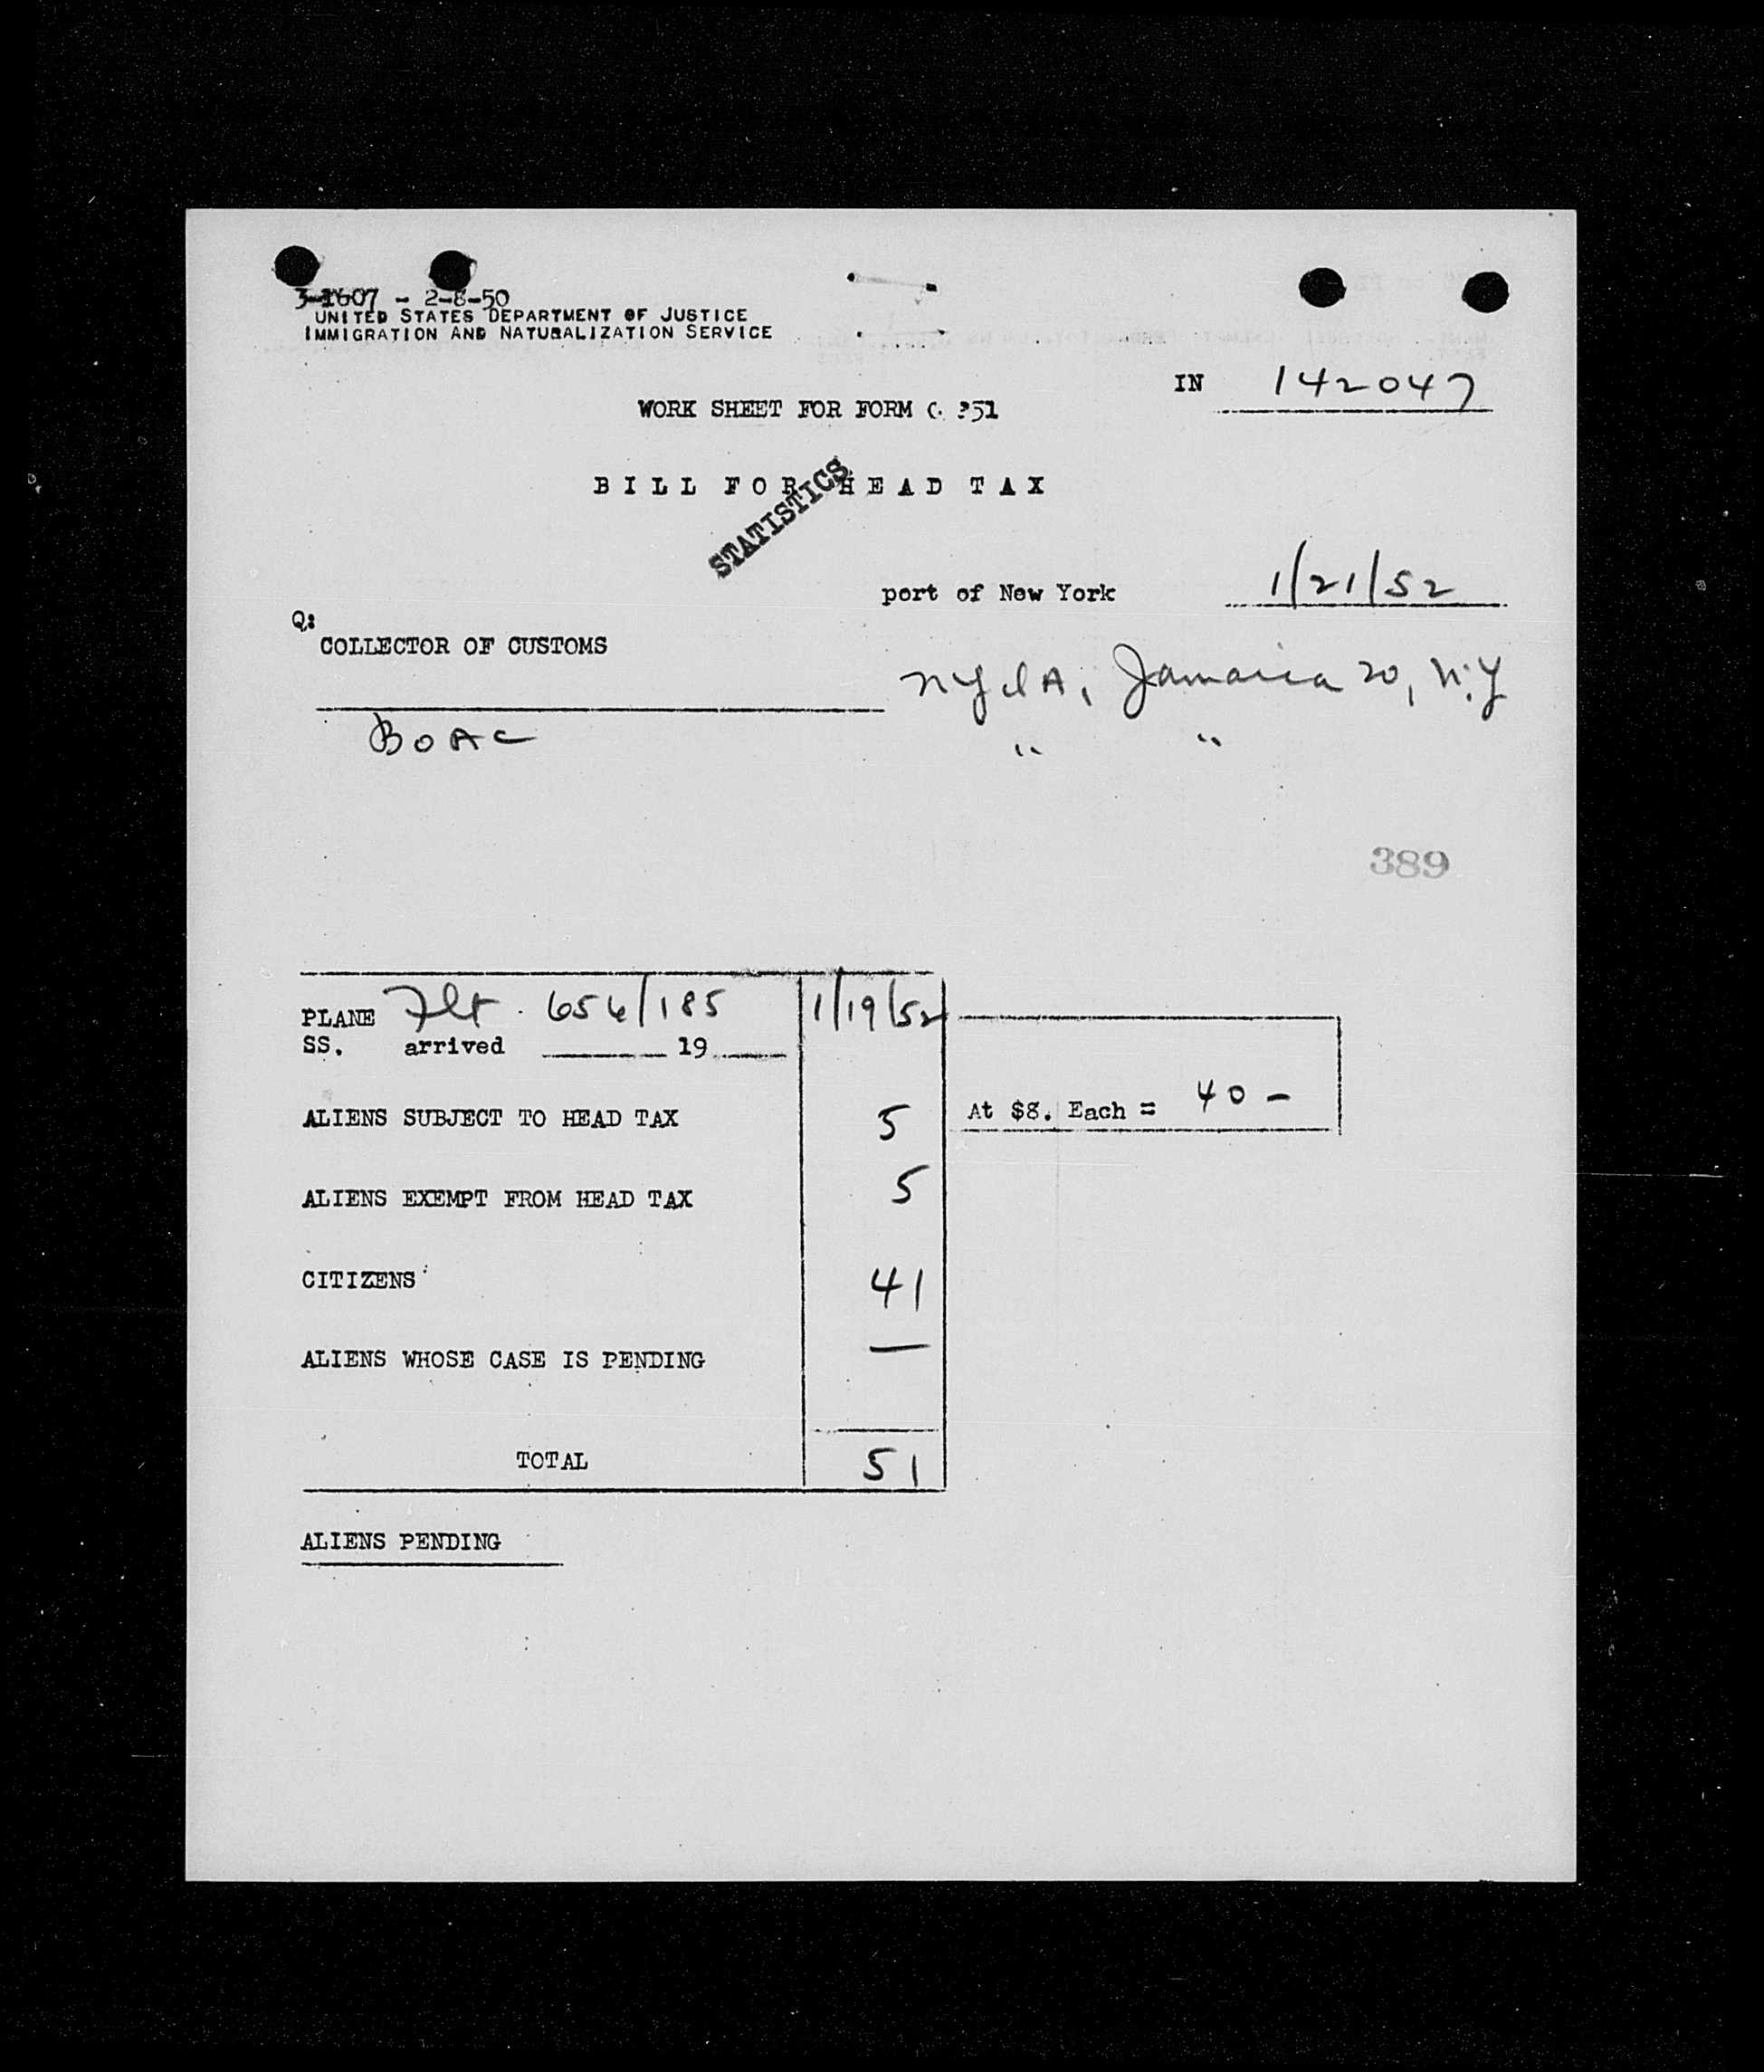 3-1607 - 2-8-50
UNITED STATES DEPARTMENT OF JUSTICE
IMMIGRATION AND NATURALIZATION SERVICE
IN 142047
WORK SHEET FOR FORM 351
BILL FOR HEAD TAX
STATISTICS
port of New York 1/21/52
Q:
COLLECTOR OF CUSTOMS
NYIA, Jamaica 20, N.Y
BOAC " "
389
PLANE Flt. 656/185 1/19/52
SS. arrived 19
ALIENS SUBJECT TO HEAD TAX 5 At $8. Each = 40 -
ALIENS EXEMPT FROM HEAD TAX 5
CITIZENS 41
ALIENS WHOSE CASE IS PENDING —
TOTAL 51
ALIENS PENDING